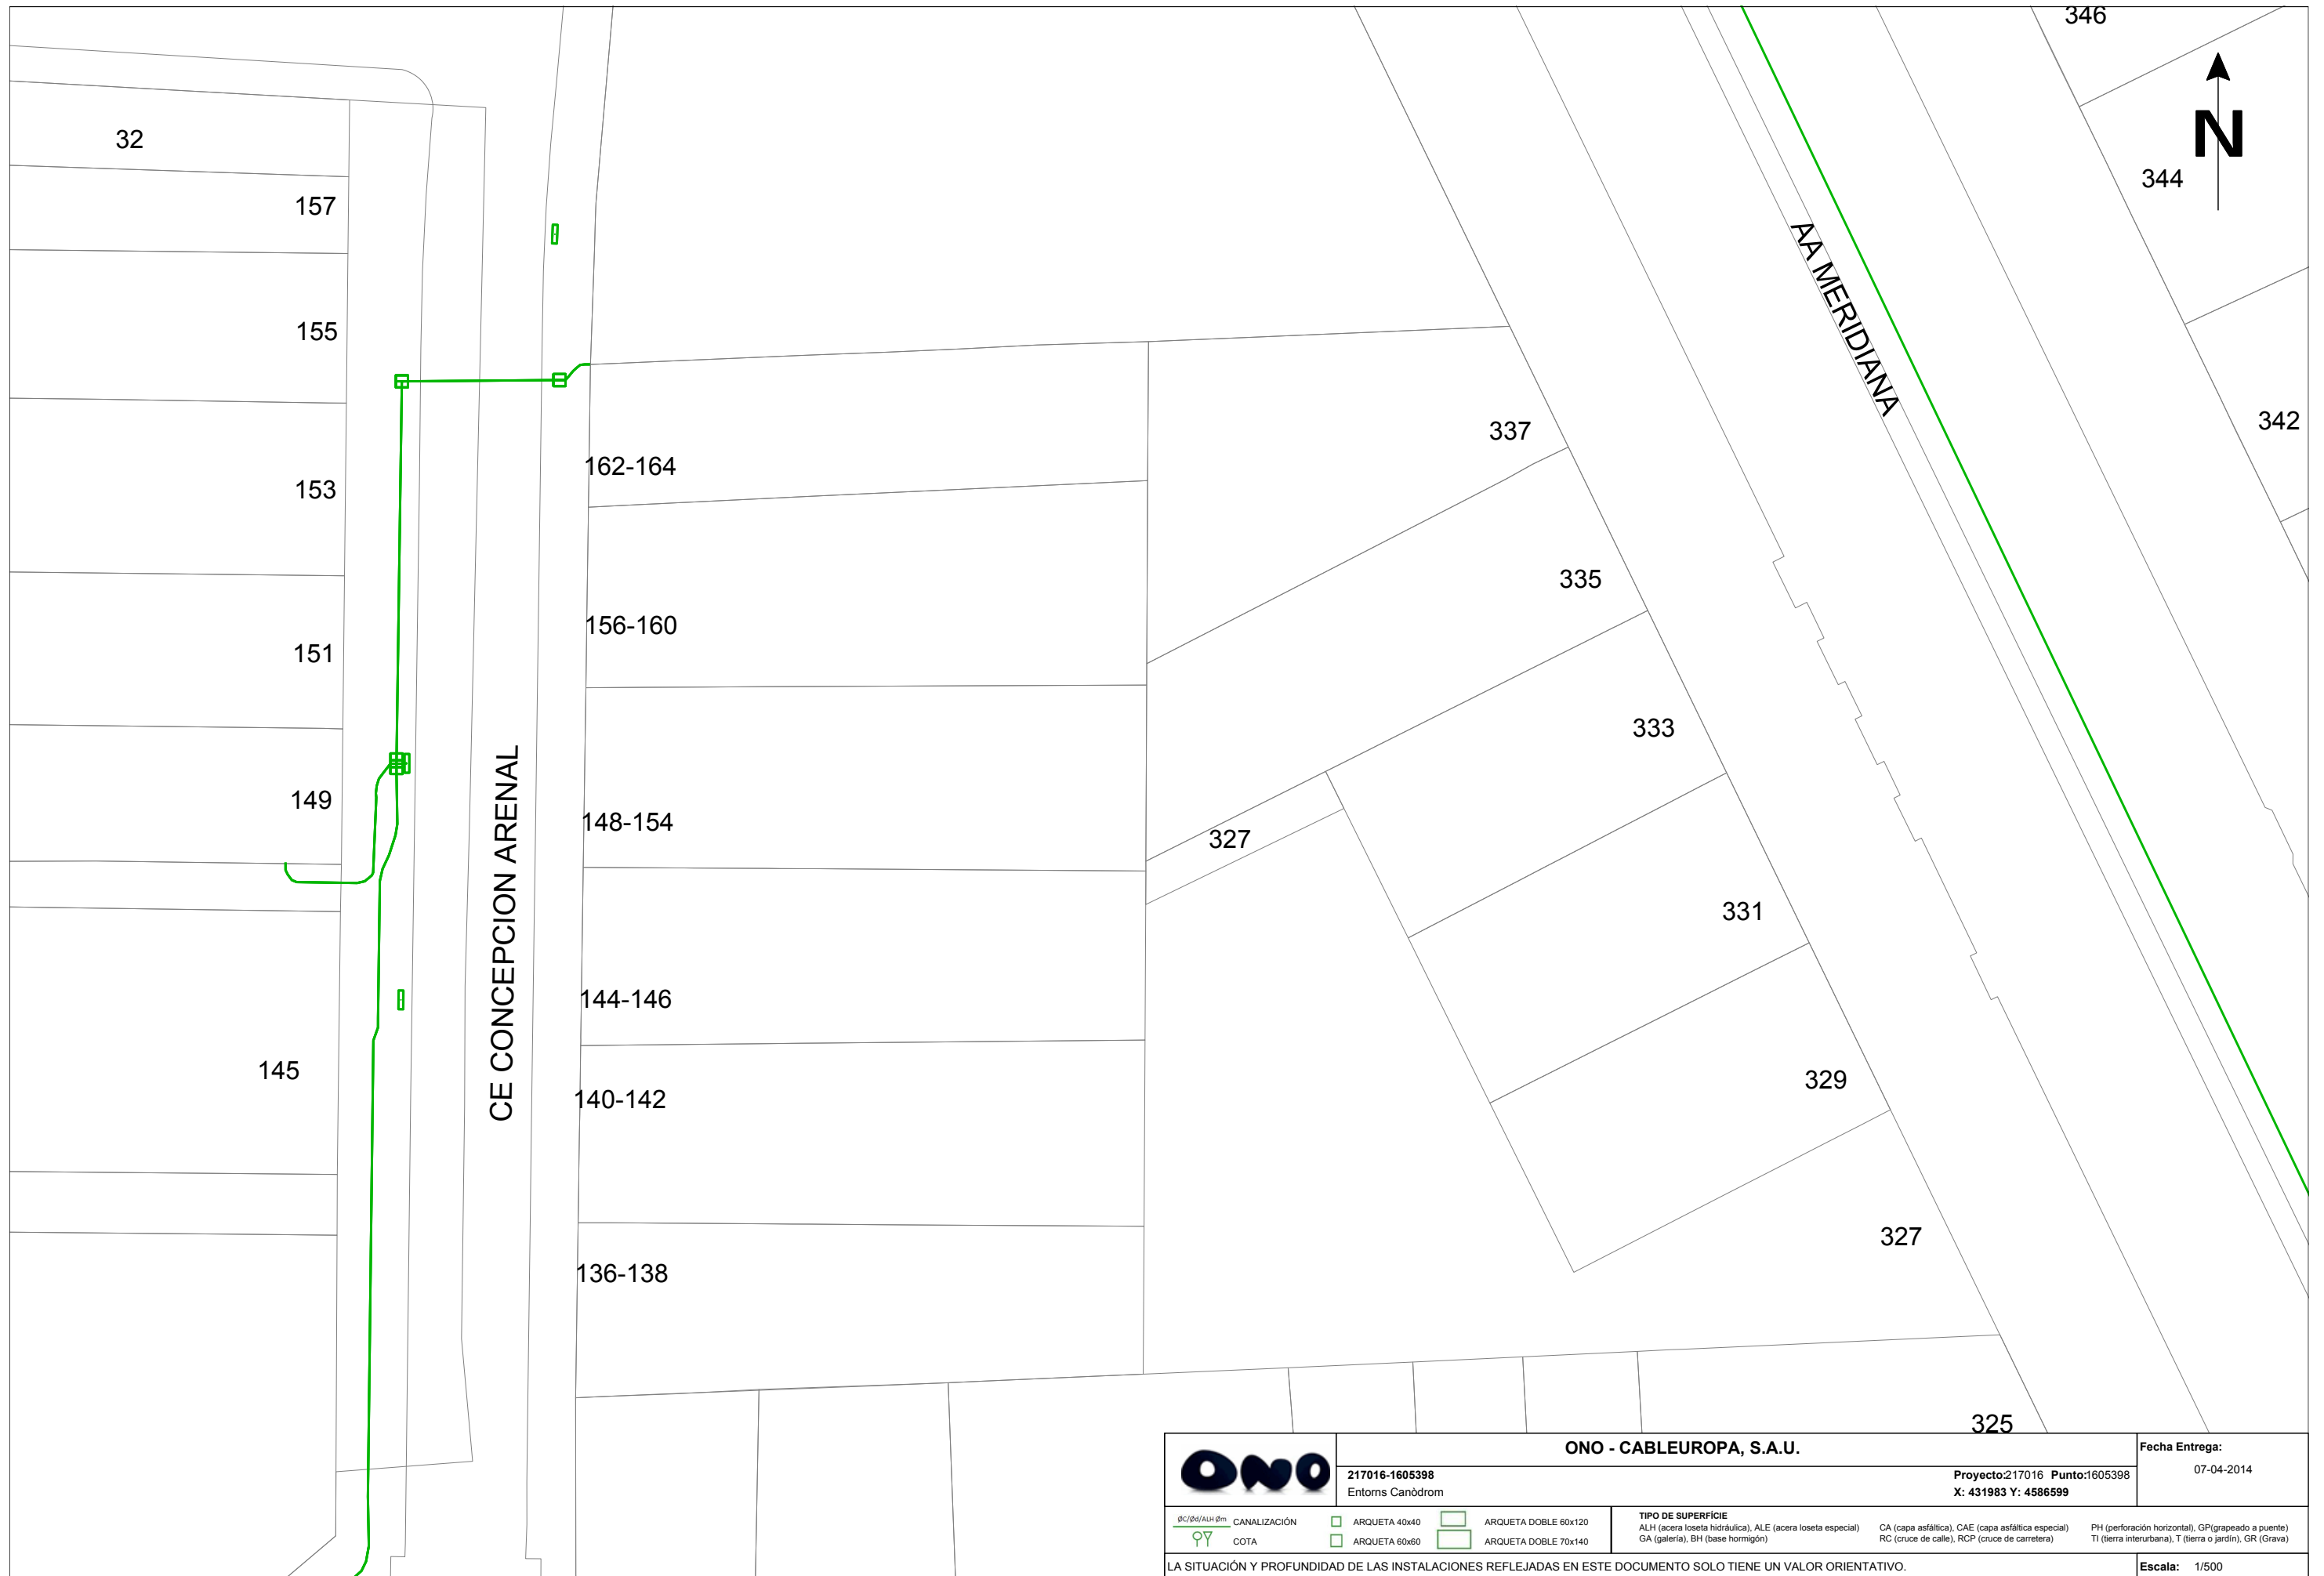 346
32
N
344
157
AA MERIDIANA
155
342
337
162-164
153
335
156-160
151
333
149
CE CONCEPCION ARENAL
148-154
327
331
144-146
145
329
140-142
327
136-138
325
ONO
ONO - CABLEUROPA, S.A.U.
Fecha Entrega:
07-04-2014
217016-1605398
Entorns Canòdrom
Proyecto:217016 Punto:1605398
X: 431983 Y: 4586599
ØC/Ød/ALH Øm CANALIZACIÓN
COTA
ARQUETA 40x40
ARQUETA 60x60
ARQUETA DOBLE 60x120
ARQUETA DOBLE 70x140
TIPO DE SUPERFÍCIE
ALH (acera loseta hidráulica), ALE (acera loseta especial)
GA (galería), BH (base hormigón)
CA (capa asfáltica), CAE (capa asfáltica especial)
RC (cruce de calle), RCP (cruce de carretera)
PH (perforación horizontal), GP(grapeado a puente)
TI (tierra interurbana), T (tierra o jardín), GR (Grava)
LA SITUACIÓN Y PROFUNDIDAD DE LAS INSTALACIONES REFLEJADAS EN ESTE DOCUMENTO SOLO TIENE UN VALOR ORIENTATIVO.
Escala: 1/500